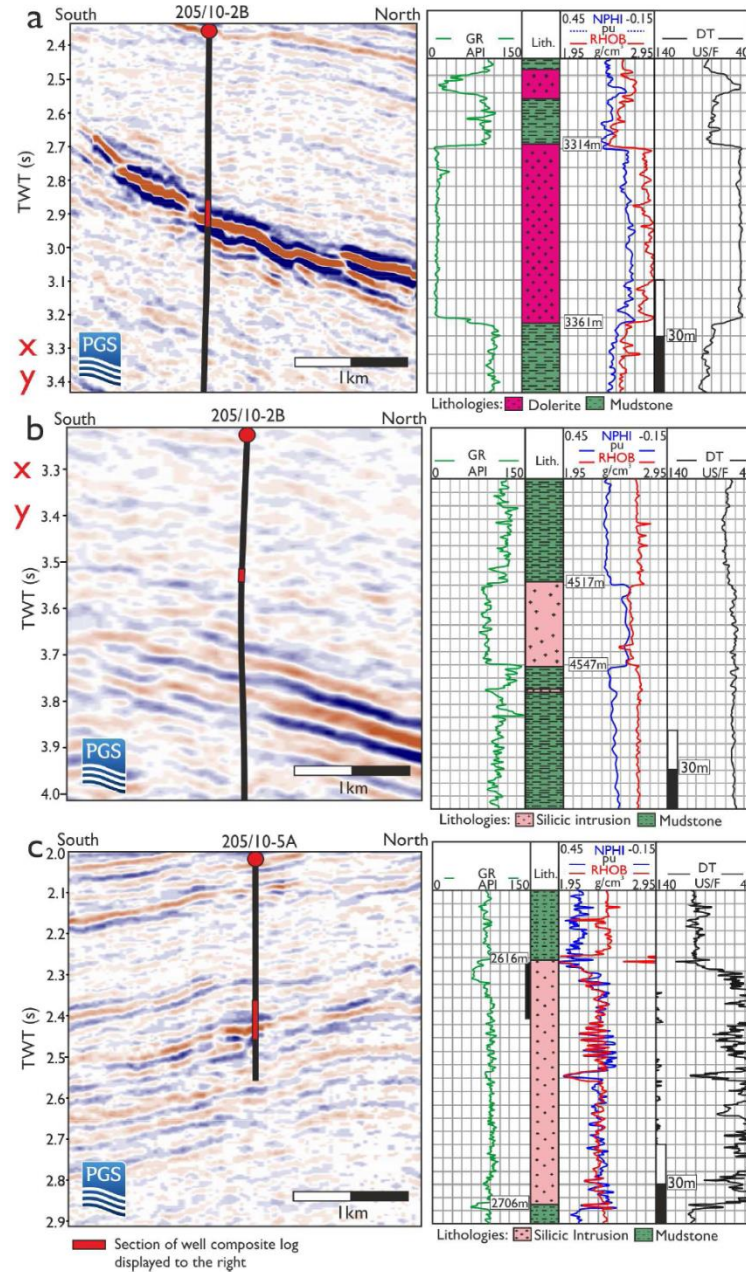 a
South 205/10-2B North
2.4
2.5
2.6
2.7
2.8
2.9
3.0
3.1
3.2
3.3
3.4
TWT (s)
x
y
PGS
1km
GR
0 API 150
Lith.
0.45 NPHI -0.15
pu
RHOB
1.95 g/cm³ 2.95
DT
140 US/F 40
3314m
3361m
30m
Lithologies: Dolerite Mudstone
b
South 205/10-2B North
x
y
3.2
3.3
3.4
3.5
3.6
3.7
3.8
3.9
4.0
TWT (s)
PGS
1km
GR
0 API 150
Lith.
0.45 NPHI -0.15
pu
RHOB
1.95 g/cm³ 2.95
DT
140 US/F
4517m
4547m
30m
Lithologies: Silicic intrusion Mudstone
c
South 205/10-5A North
2.0
2.1
2.2
2.3
2.4
2.5
2.6
2.7
2.8
2.9
TWT (s)
PGS
1km
GR
0 API 150
Lith.
0.45 NPHI -0.15
pu
RHOB
1.95 g/cm³ 2.95
DT
140 US/F 40
2616m
2706m
30m
Section of well composite log
displayed to the right
Lithologies: Silicic Intrusion Mudstone